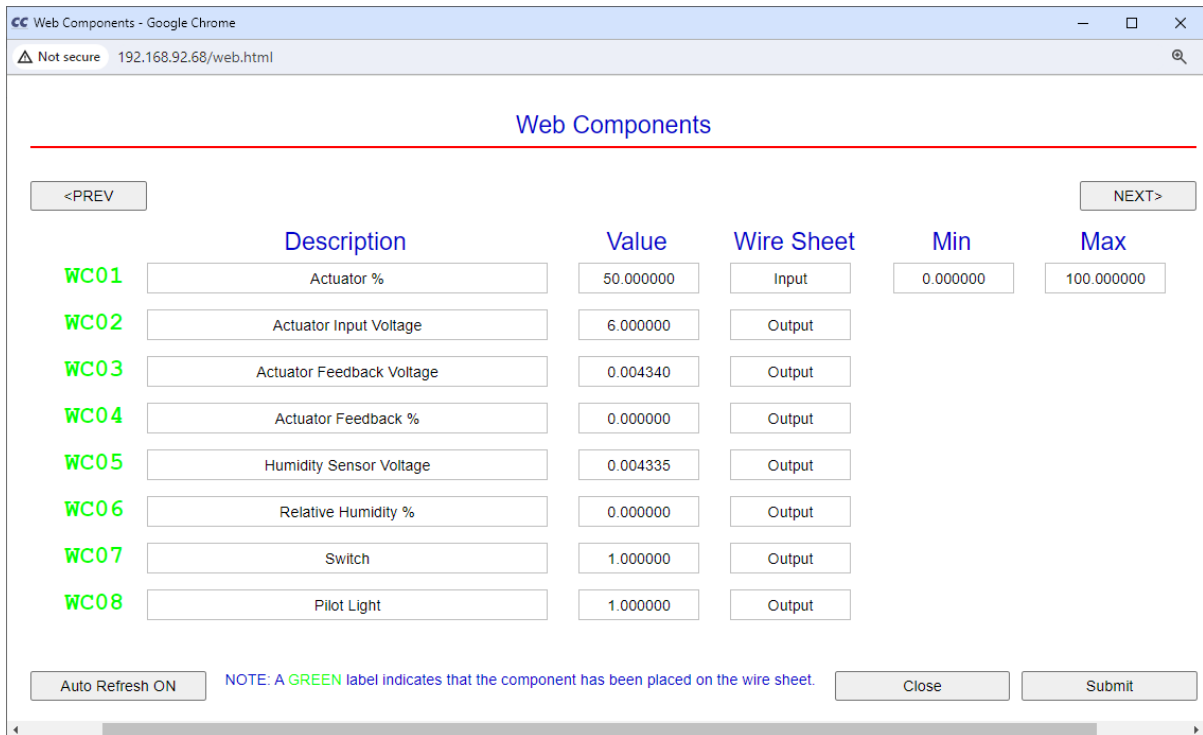 CC Web Components - Google Chrome
Not secure 192.168.92.68/web.html
Web Components
<PREV NEXT>
Description Value Wire Sheet Min Max
WC01 Actuator % 50.000000 Input 0.000000 100.000000
WC02 Actuator Input Voltage 6.000000 Output
WC03 Actuator Feedback Voltage 0.004340 Output
WC04 Actuator Feedback % 0.000000 Output
WC05 Humidity Sensor Voltage 0.004335 Output
WC06 Relative Humidity % 0.000000 Output
WC07 Switch 1.000000 Output
WC08 Pilot Light 1.000000 Output
Auto Refresh ON NOTE: A GREEN label indicates that the component has been placed on the wire sheet. Close Submit